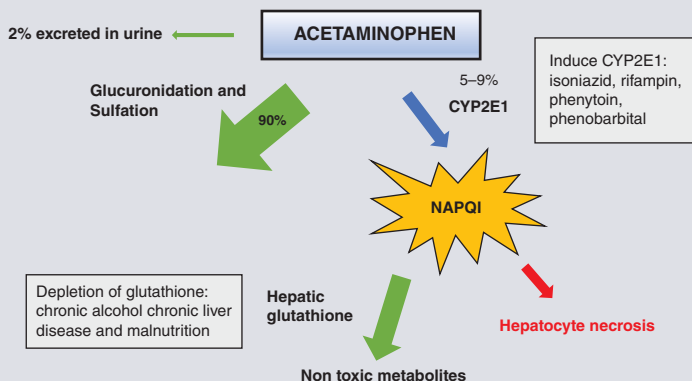 2% excreted in urine
ACETAMINOPHEN
Glucuronidation and
Sulfation
90%
5–9%
CYP2E1
Induce CYP2E1:
isoniazid, rifampin,
phenytoin,
phenobarbital
NAPQI
Depletion of glutathione:
chronic alcohol chronic liver
disease and malnutrition
Hepatic
glutathione
Hepatocyte necrosis
Non toxic metabolites